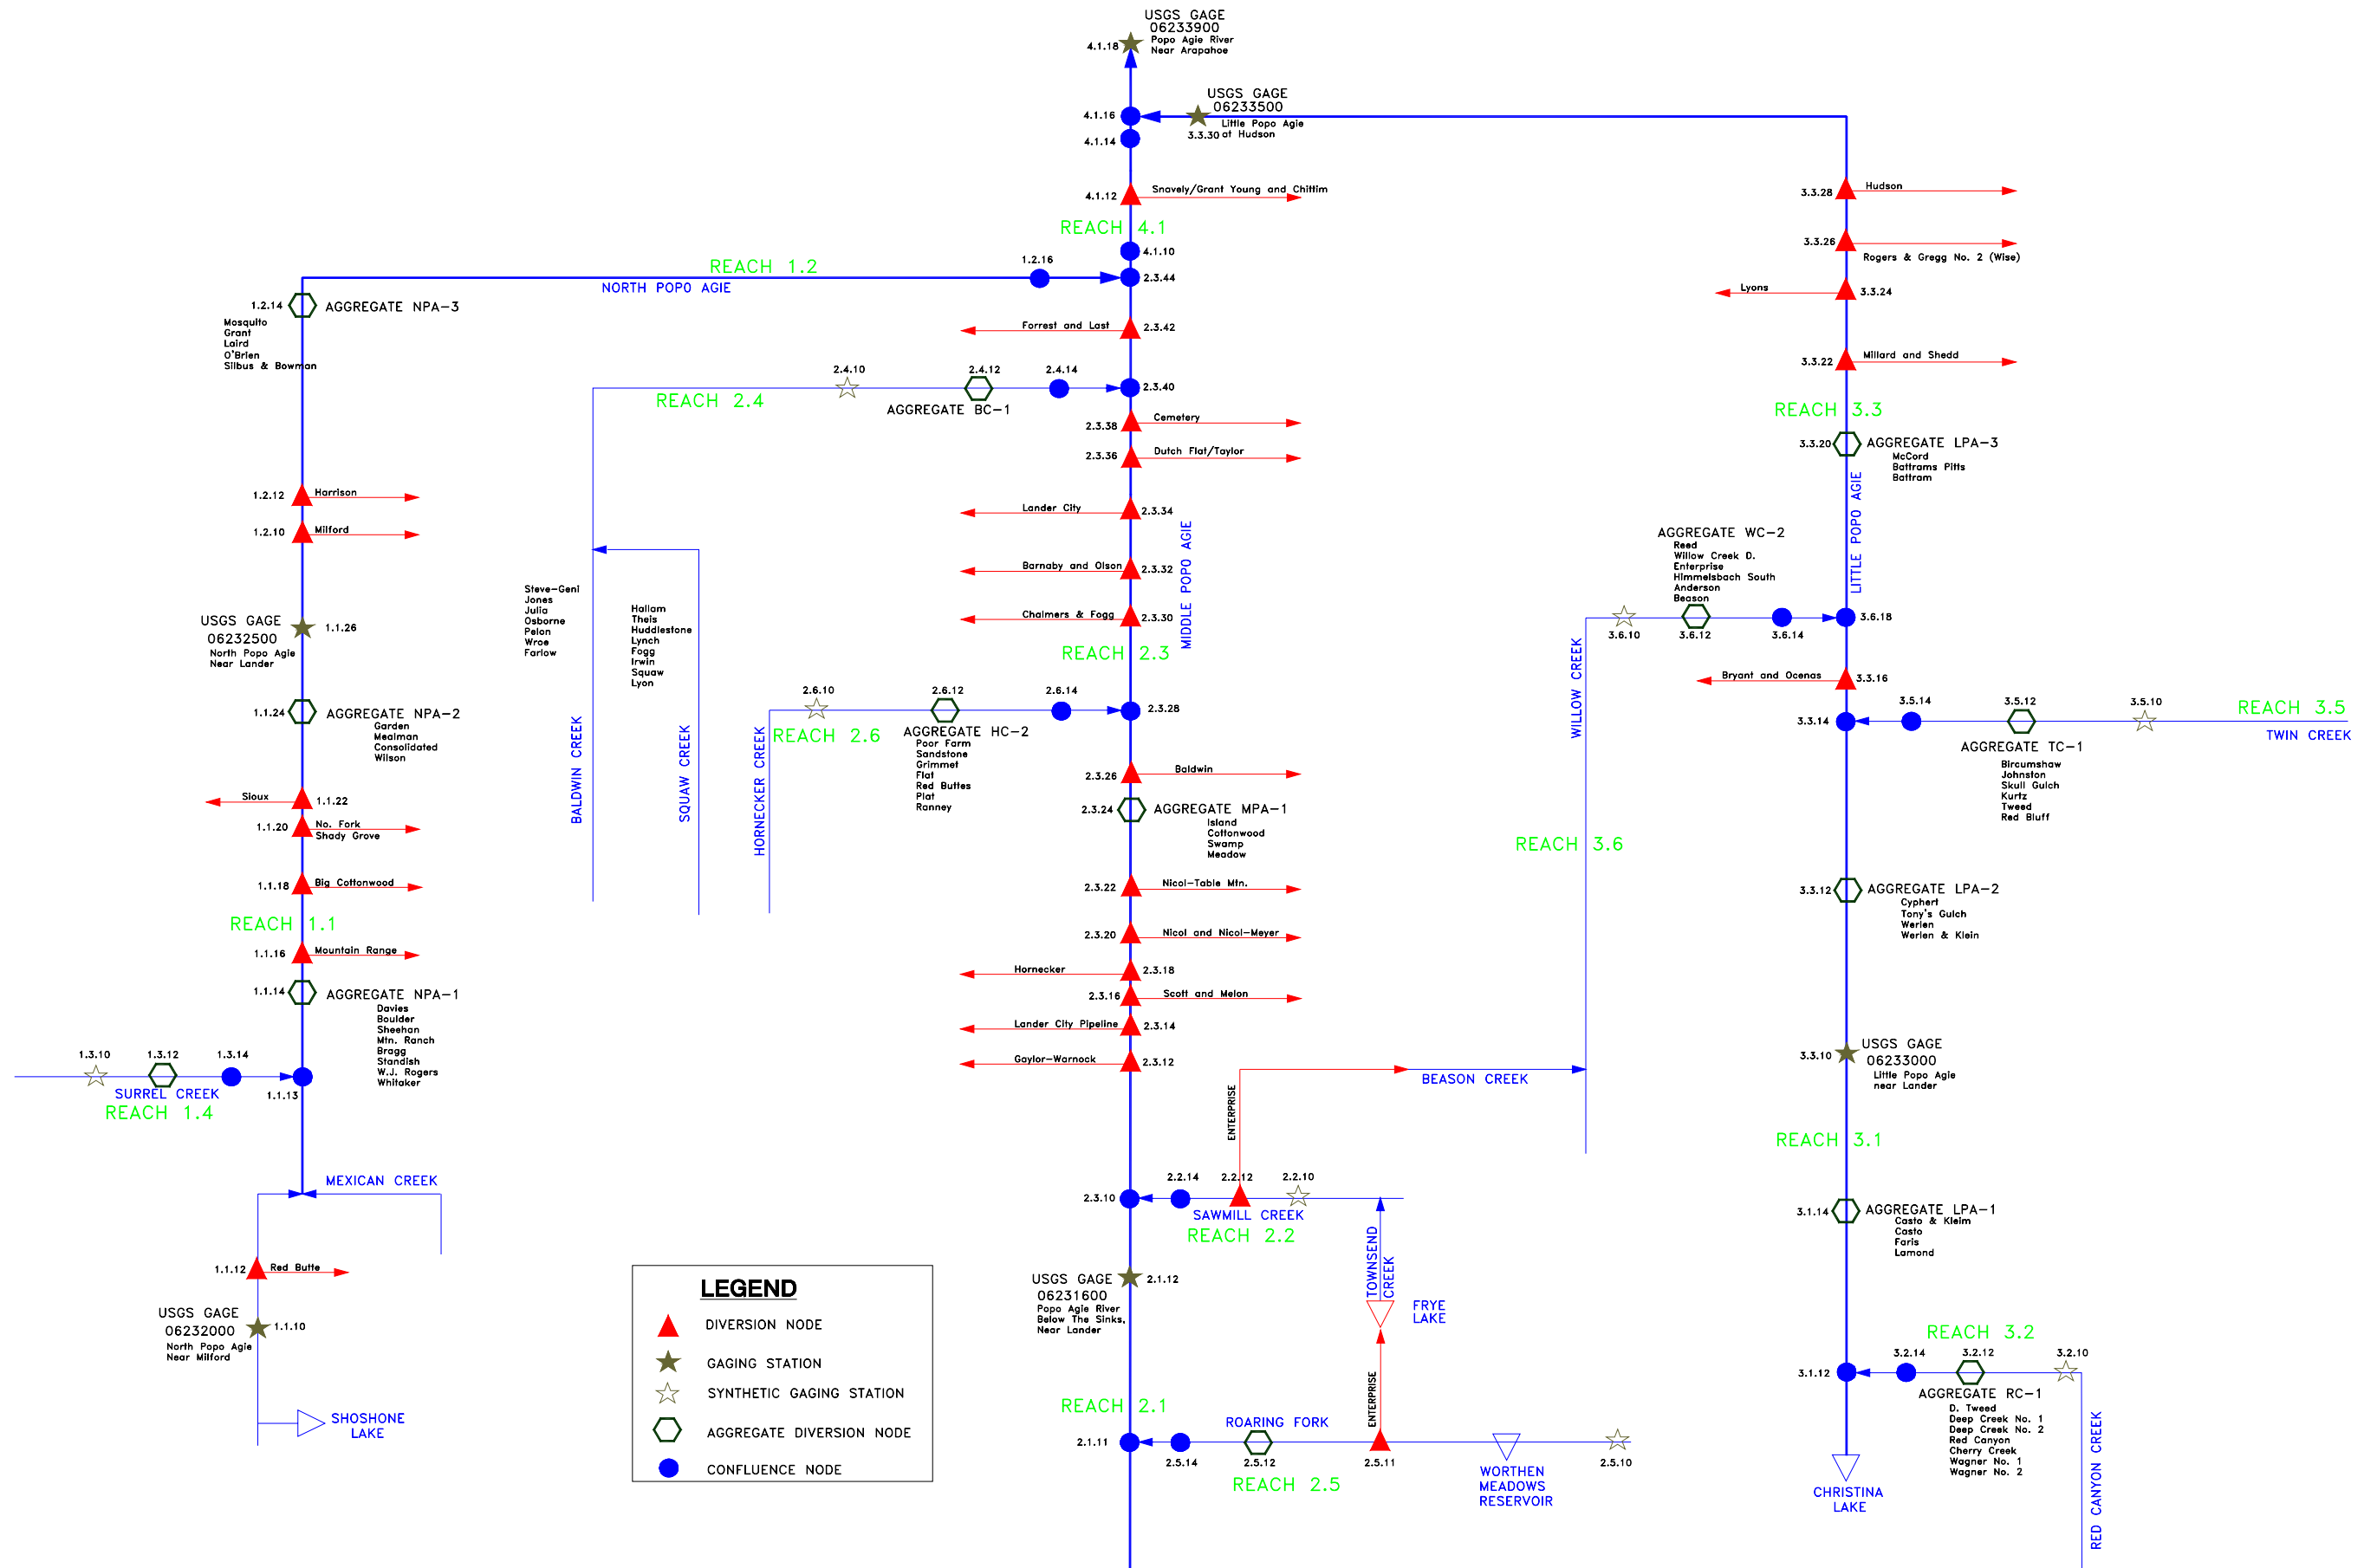 USGS GAGE
06233900
Popo Agie River
Near Arapahoe
4.1.18
USGS GAGE
06233500
Little Popo Agie
at Hudson
3.3.30
4.1.16
4.1.14
4.1.12
Snavely/Grant Young and Chittim
REACH 4.1
4.1.10
REACH 1.2
1.2.16
2.3.44
NORTH POPO AGIE
1.2.14
AGGREGATE NPA-3
Mosquito
Grant
Laird
O'Brien
Silbus & Bowman
1.2.12
Harrison
1.2.10
Milford
USGS GAGE
06232500
North Popo Agie
Near Lander
1.1.26
1.1.24
AGGREGATE NPA-2
Garden
Mealman
Consolidated
Wilson
Sioux
1.1.22
1.1.20
No. Fork
Shady Grove
1.1.18
Big Cottonwood
REACH 1.1
1.1.16
Mountain Range
1.1.14
AGGREGATE NPA-1
Davies
Boulder
Sheehan
Mtn. Ranch
Bragg
Standish
W.J. Rogers
Whitaker
1.3.10
1.3.12
1.3.14
SURREL CREEK
REACH 1.4
1.1.13
MEXICAN CREEK
1.1.12
Red Butte
USGS GAGE
06232000
North Popo Agie
Near Milford
1.1.10
SHOSHONE
LAKE
Forrest and Last
2.3.42
2.4.10
2.4.12
2.4.14
2.3.40
REACH 2.4
AGGREGATE BC-1
2.3.38
Cemetery
2.3.36
Dutch Flat/Taylor
Lander City
2.3.34
Barnaby and Olson
2.3.32
Chalmers & Fogg
2.3.30
MIDDLE POPO AGIE
REACH 2.3
Steve-Geni
Jones
Julia
Osborne
Pelon
Wroe
Farlow
Hallam
Theis
Huddlestone
Lynch
Fogg
Irwin
Squaw
Lyon
BALDWIN CREEK
SQUAW CREEK
HORNECKER CREEK
2.6.10
2.6.12
2.6.14
2.3.28
REACH 2.6
AGGREGATE HC-2
Poor Farm
Sandstone
Grimmet
Flat
Red Buttes
Plat
Ranney
2.3.26
Baldwin
2.3.24
AGGREGATE MPA-1
Island
Cottonwood
Swamp
Meadow
2.3.22
Nicol-Table Mtn.
2.3.20
Nicol and Nicol-Meyer
Hornecker
2.3.18
2.3.16
Scott and Melon
Lander City Pipeline
2.3.14
Gaylor-Warnock
2.3.12
ENTERPRISE
BEASON CREEK
2.3.10
2.2.14
2.2.12
2.2.10
SAWMILL CREEK
REACH 2.2
TOWNSEND
CREEK
USGS GAGE
06231600
Popo Agie River
Below The Sinks,
Near Lander
2.1.12
FRYE
LAKE
ENTERPRISE
REACH 2.1
ROARING FORK
2.1.11
2.5.14
2.5.12
2.5.11
2.5.10
REACH 2.5
WORTHEN
MEADOWS
RESERVOIR
3.3.28
Hudson
3.3.26
Rogers & Gregg No. 2 (Wise)
Lyons
3.3.24
3.3.22
Millard and Shedd
REACH 3.3
3.3.20
AGGREGATE LPA-3
McCord
Battrams Pitts
Battram
LITTLE POPO AGIE
AGGREGATE WC-2
Reed
Willow Creek D.
Enterprise
Himmelsbach South
Anderson
Beason
3.6.10
3.6.12
3.6.14
3.6.18
WILLOW CREEK
Bryant and Ocenas
3.3.16
3.3.14
3.5.14
3.5.12
3.5.10
REACH 3.5
TWIN CREEK
AGGREGATE TC-1
Bircumshaw
Johnston
Skull Gulch
Kurtz
Tweed
Red Bluff
REACH 3.6
3.3.12
AGGREGATE LPA-2
Cyphert
Tony's Gulch
Werlen
Werlen & Klein
3.3.10
USGS GAGE
06233000
Little Popo Agie
near Lander
REACH 3.1
3.1.14
AGGREGATE LPA-1
Casto & Kleim
Casto
Faris
Lamond
REACH 3.2
3.1.12
3.2.14
3.2.12
3.2.10
AGGREGATE RC-1
D. Tweed
Deep Creek No. 1
Deep Creek No. 2
Red Canyon
Cherry Creek
Wagner No. 1
Wagner No. 2
RED CANYON CREEK
CHRISTINA
LAKE
LEGEND
DIVERSION NODE
GAGING STATION
SYNTHETIC GAGING STATION
AGGREGATE DIVERSION NODE
CONFLUENCE NODE